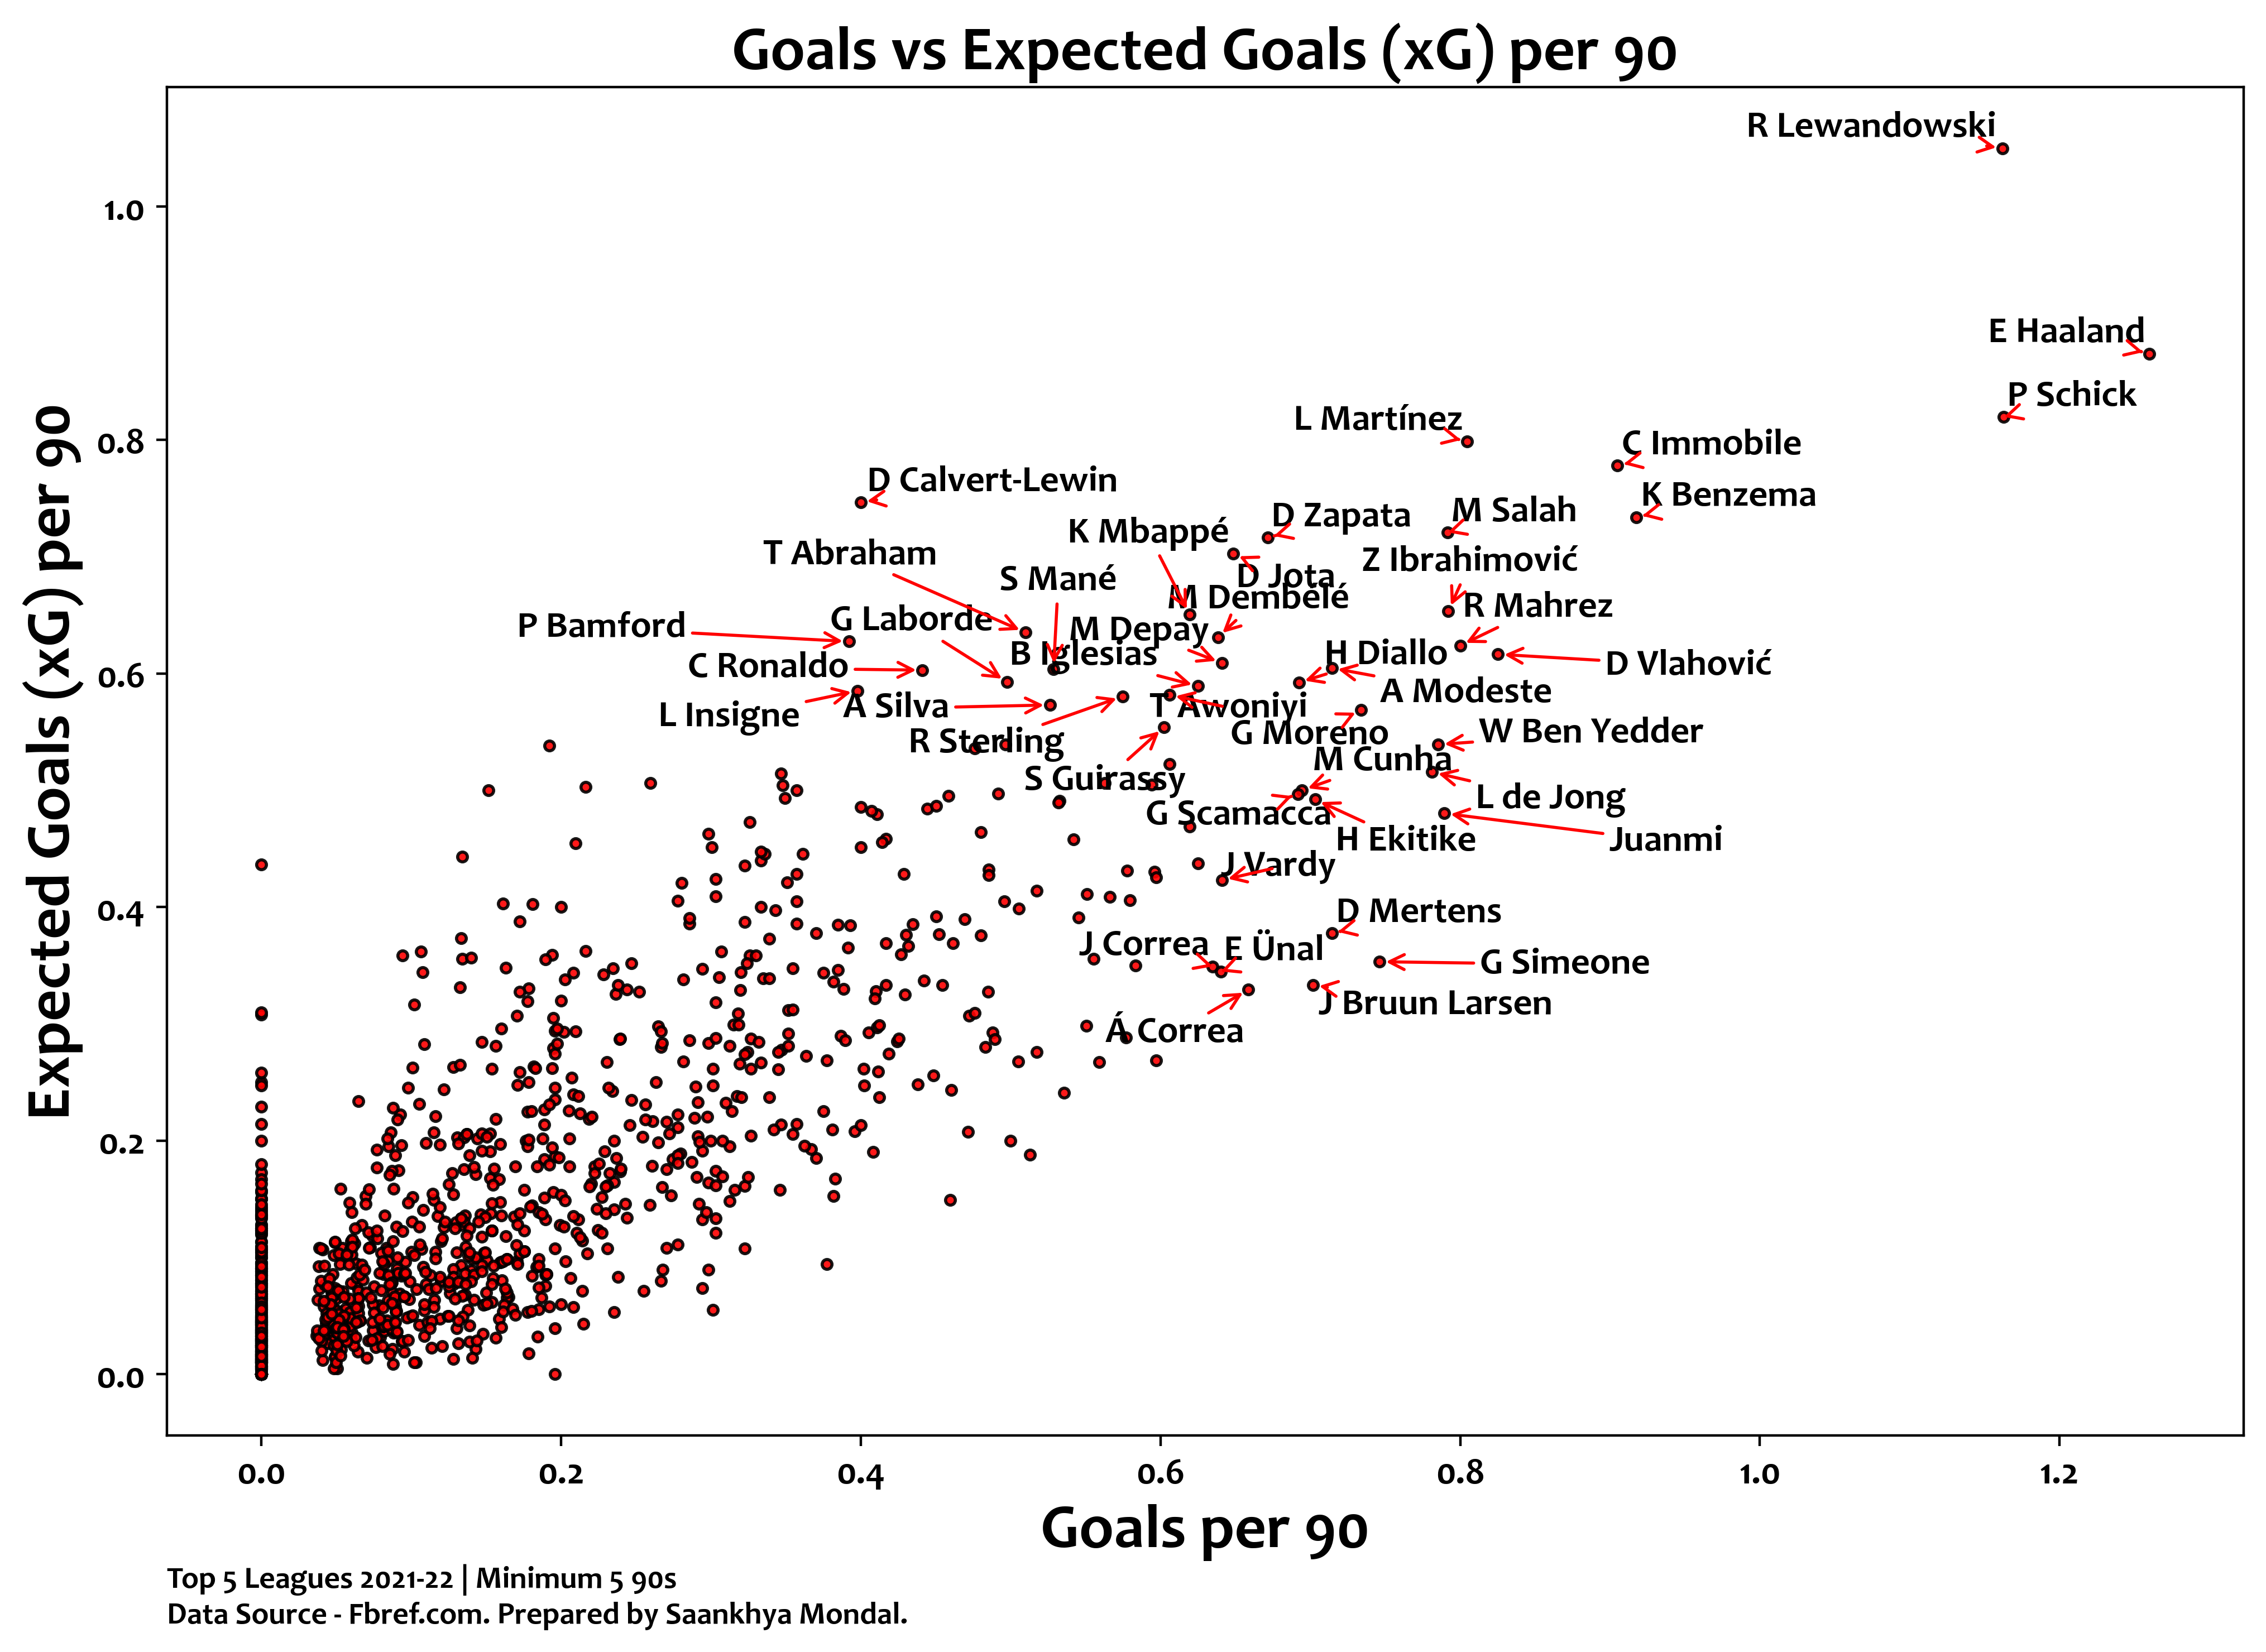 Goals vs Expected Goals (xG) per 90
R Lewandowski
E Haaland
P Schick
L Martínez
C Immobile
D Calvert-Lewin
K Benzema
M Salah
D Zapata
K Mbappé
T Abraham
Z Ibrahimović
S Mané
D Jota
M Dembélé
R Mahrez
G Laborde
P Bamford
M Depay
B Iglesias
H Diallo
C Ronaldo
D Vlahović
A Modeste
L Insigne
A Silva
T Awoniyi
R Sterling
G Moreno
W Ben Yedder
M Cunha
S Guirassy
L de Jong
G Scamacca
H Ekitike
Juanmi
J Vardy
D Mertens
J Correa
E Ünal
G Simeone
J Bruun Larsen
Á Correa
Expected Goals (xG) per 90
1.0
0.8
0.6
0.4
0.2
0.0
0.0 0.2 0.4 0.6 0.8 1.0 1.2
Goals per 90
Top 5 Leagues 2021-22 | Minimum 5 90s
Data Source - Fbref.com. Prepared by Saankhya Mondal.